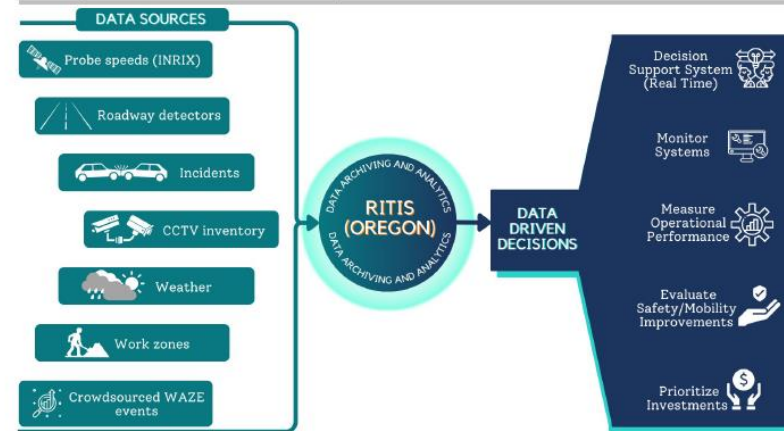 DATA SOURCES
Probe speeds (INRIX)
Roadway detectors
Incidents
CCTV inventory
Weather
Work zones
Crowdsourced WAZE
events
DATA ARCHIVING AND ANALYTICS
RITIS
(OREGON)
DATA ARCHIVING AND ANALYTICS
DATA
DRIVEN
DECISIONS
Decision
Support System
(Real Time)
Monitor
Systems
Measure
Operational
Performance
Evaluate
Safety/Mobility
Improvements
Prioritize
Investments